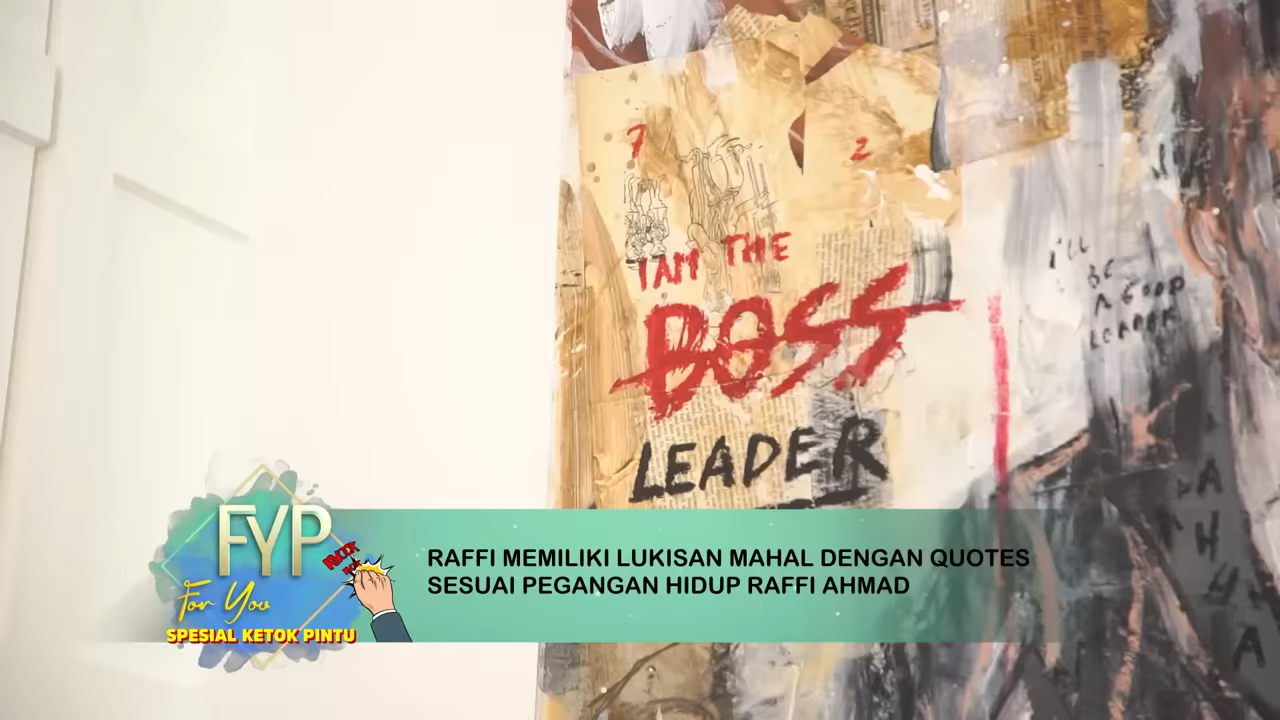 7
2
I AM THE
BOSS
LEADER
I'LL
BE
A GOOD
LEADER
FYP
For You
SPESIAL KETOK PINTU
RAFFI MEMILIKI LUKISAN MAHAL DENGAN QUOTES
SESUAI PEGANGAN HIDUP RAFFI AHMAD